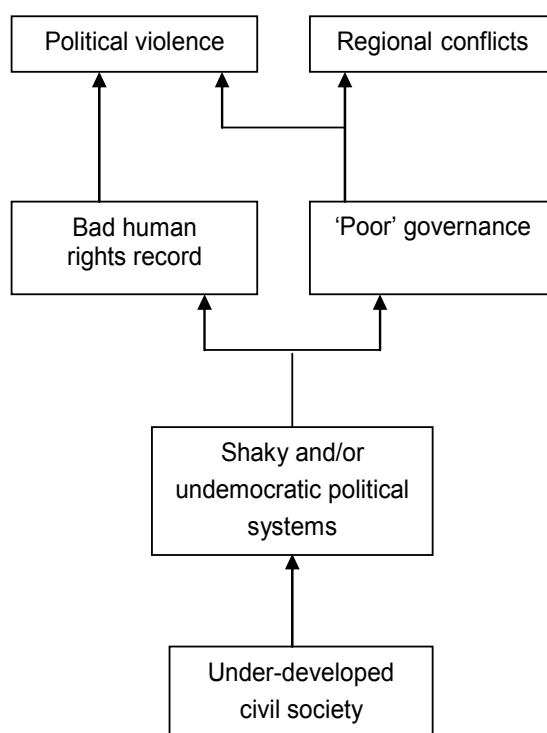 Political violence
Regional conflicts
Bad human
rights record
‘Poor’ governance
Shaky and/or
undemocratic political
systems
Under-developed
civil society